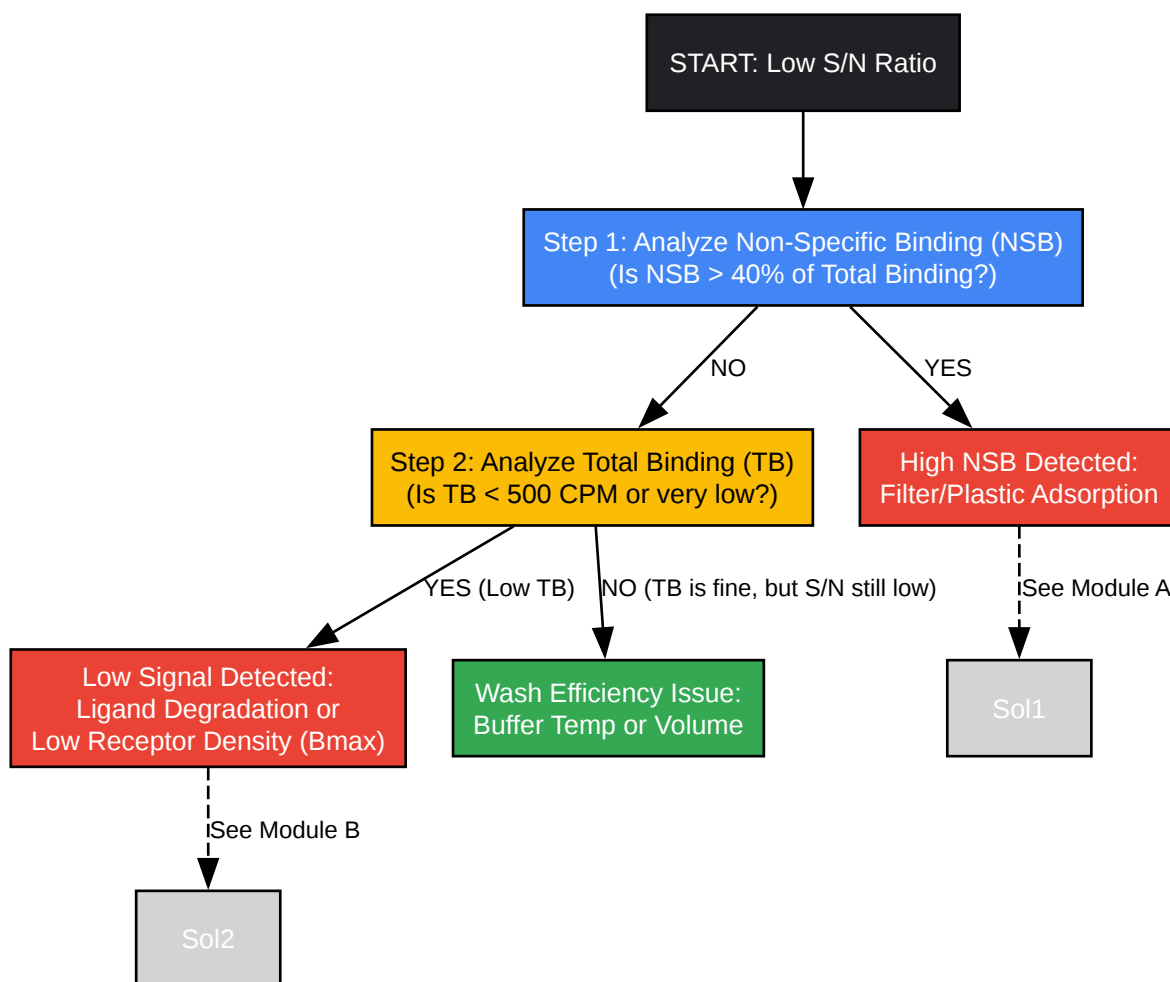 START: Low S/N Ratio
Step 1: Analyze Non-Specific Binding (NSB)
(Is NSB > 40% of Total Binding?)
NO
YES
Step 2: Analyze Total Binding (TB)
(Is TB < 500 CPM or very low?)
High NSB Detected:
Filter/Plastic Adsorption
YES (Low TB)
NO (TB is fine, but S/N still low)
See Module A
Low Signal Detected:
Ligand Degradation or
Low Receptor Density (Bmax)
Wash Efficiency Issue:
Buffer Temp or Volume
Sol1
See Module B
Sol2